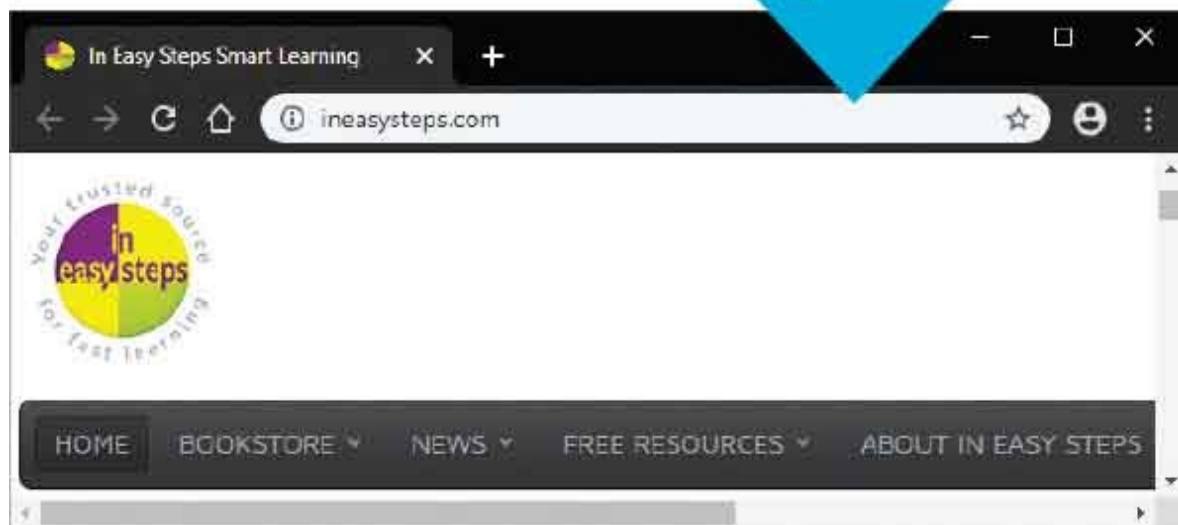 In Easy Steps Smart Learning
ineasysteps.com
Your trusted source
in
easy steps
for fast learning
HOME BOOKSTORE NEWS FREE RESOURCES ABOUT IN EASY STEPS